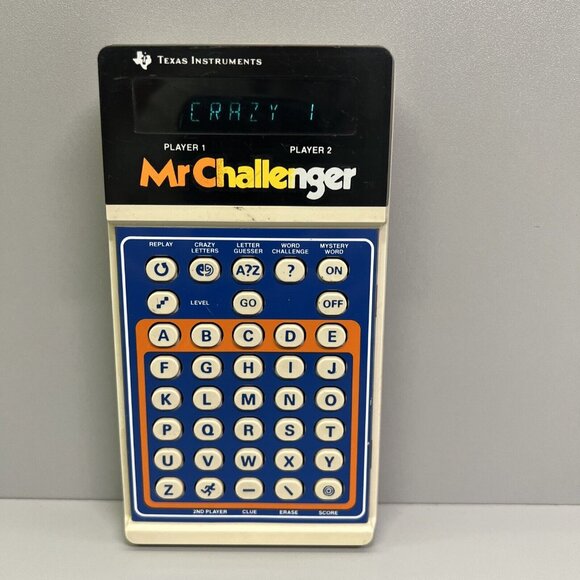 TEXAS INSTRUMENTS
CRAZY 1
PLAYER 1 PLAYER 2
Mr Challenger
REPLAY CRAZY LETTERS LETTER GUESSER WORD CHALLENGE MYSTERY WORD
A?Z ? ON
LEVEL GO OFF
A B C D E
F G H I J
K L M N O
P Q R S T
U V W X Y
Z — \
2ND PLAYER CLUE ERASE SCORE